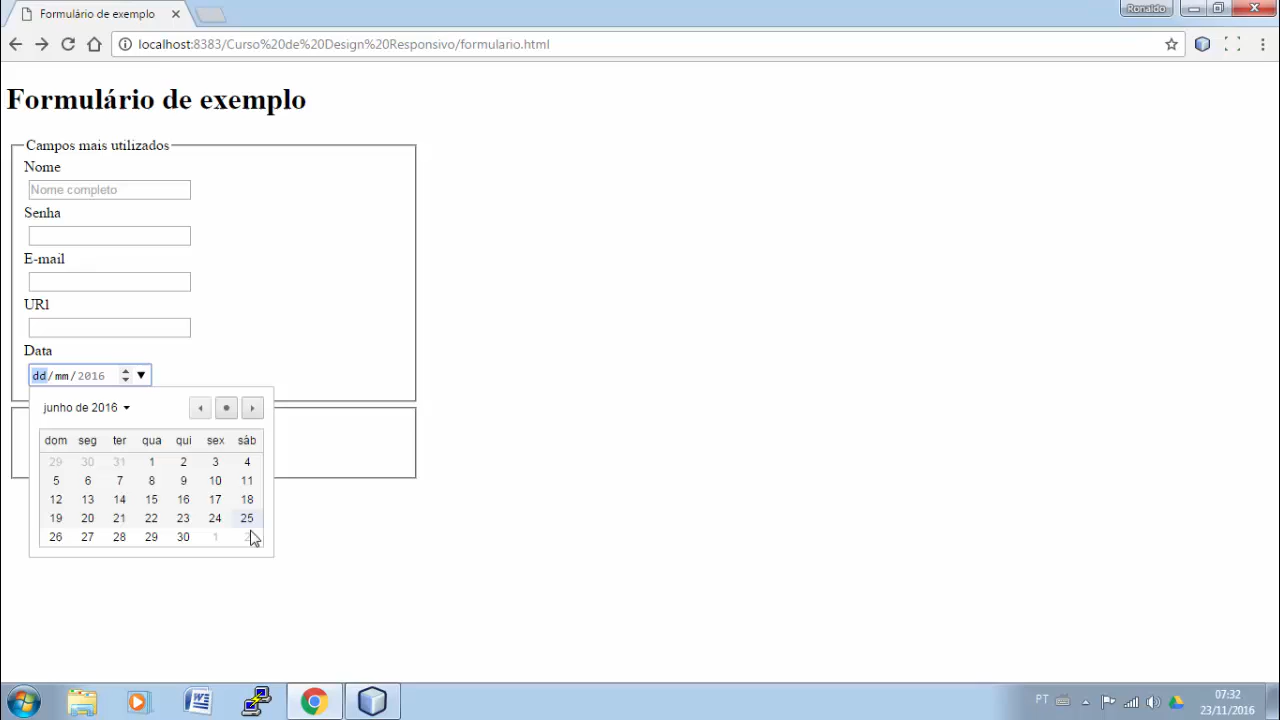 Formulário de exemplo
Ronaldo
localhost:8383/Curso%20de%20Design%20Responsivo/formulario.html
Formulário de exemplo
Campos mais utilizados
Nome
Nome completo
Senha
E-mail
URl
Data
dd/mm/2016
junho de 2016
dom seg ter qua qui sex sáb
29 30 31 1 2 3 4
5 6 7 8 9 10 11
12 13 14 15 16 17 18
19 20 21 22 23 24 25
26 27 28 29 30 1 2
PT
07:32
23/11/2016